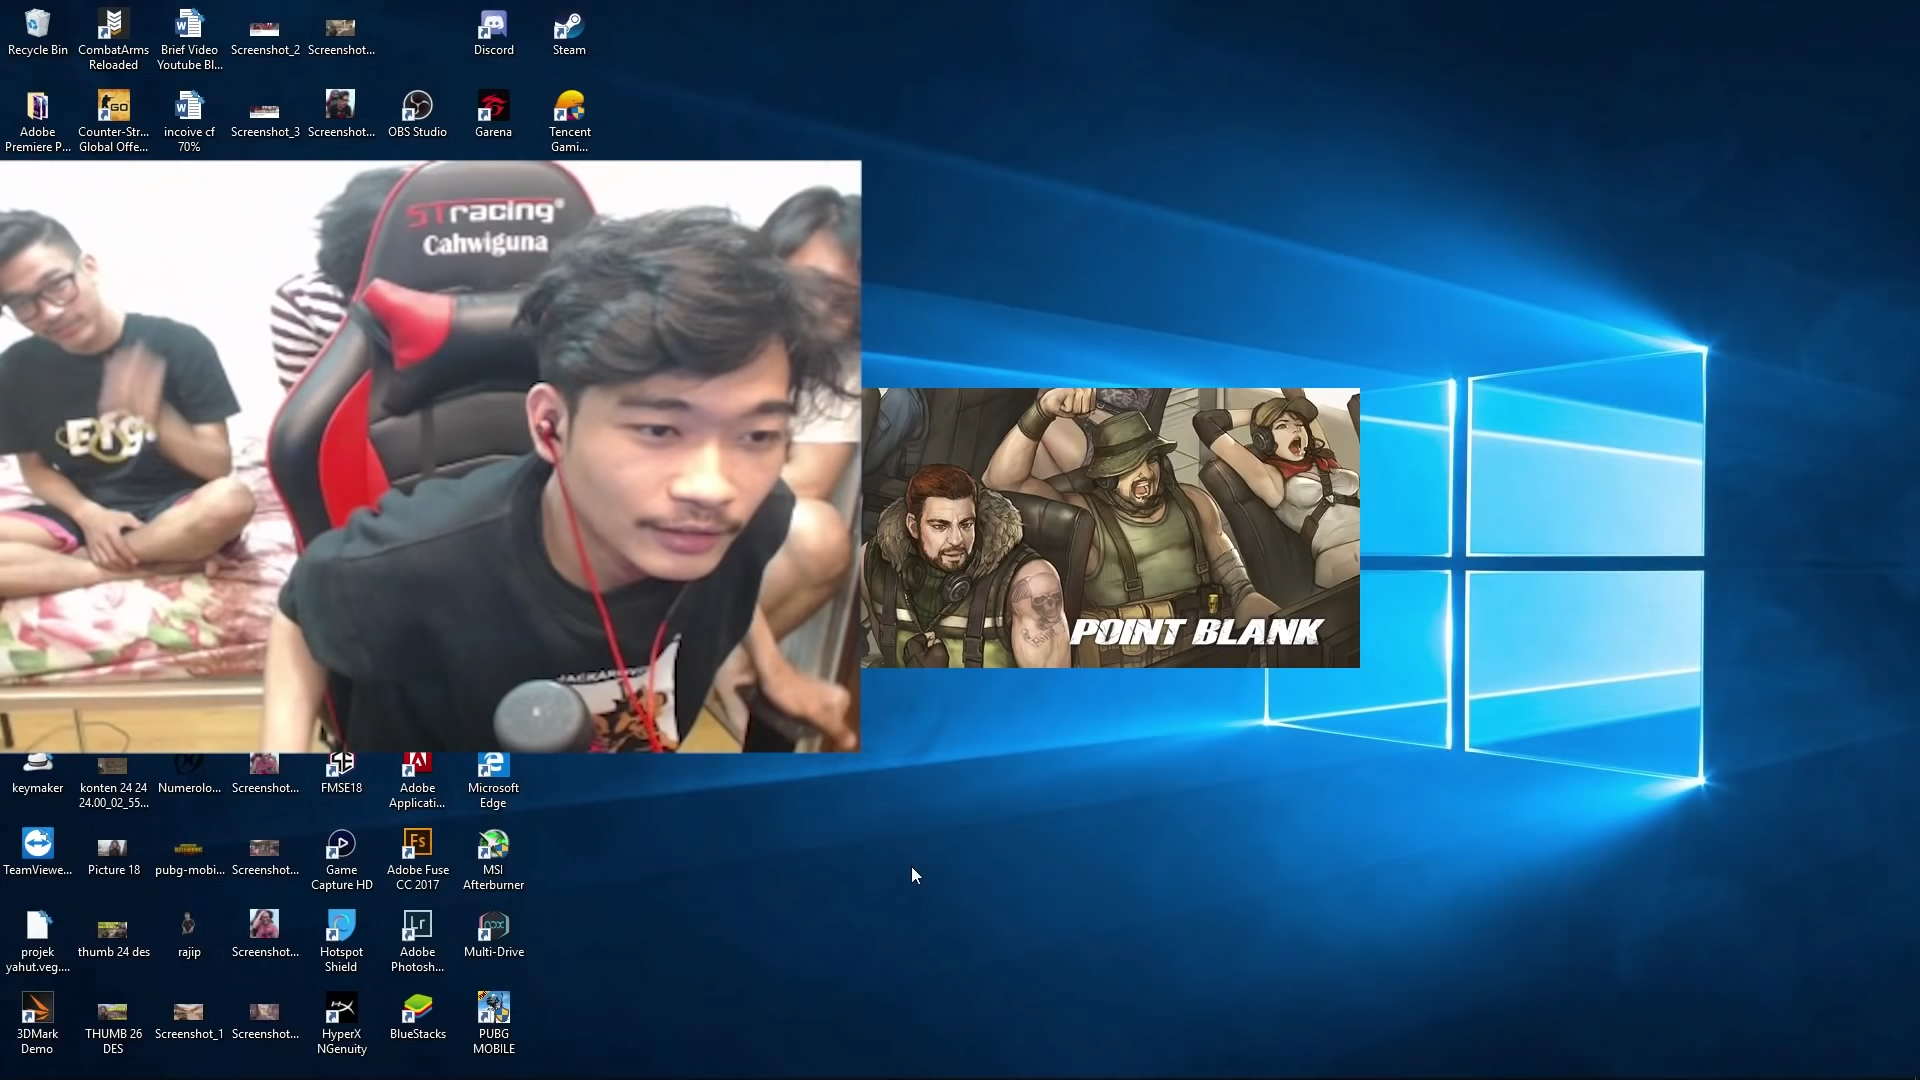 Recycle Bin
CombatArms
Reloaded
Brief Video
Youtube Bl...
Screenshot_2
Screenshot...
Discord
Steam
Adobe
Premiere P...
Counter-Str...
Global Offe...
incoive cf
70%
Screenshot_3
Screenshot...
OBS Studio
Garena
Tencent
Gami...
STracing®
Cahwiguna
POINT BLANK
keymaker
konten 24 24
24.00_02_55...
Numerolo...
Screenshot...
FMSE18
Adobe
Applicati...
Microsoft
Edge
TeamViewe...
Picture 18
pubg-mobi...
Screenshot...
Game
Capture HD
Adobe Fuse
CC 2017
MSI
Afterburner
projek
yahut.veg....
thumb 24 des
rajip
Screenshot...
Hotspot
Shield
Adobe
Photosh...
Multi-Drive
3DMark
Demo
THUMB 26
DES
Screenshot_1
Screenshot...
HyperX
NGenuity
BlueStacks
PUBG
MOBILE